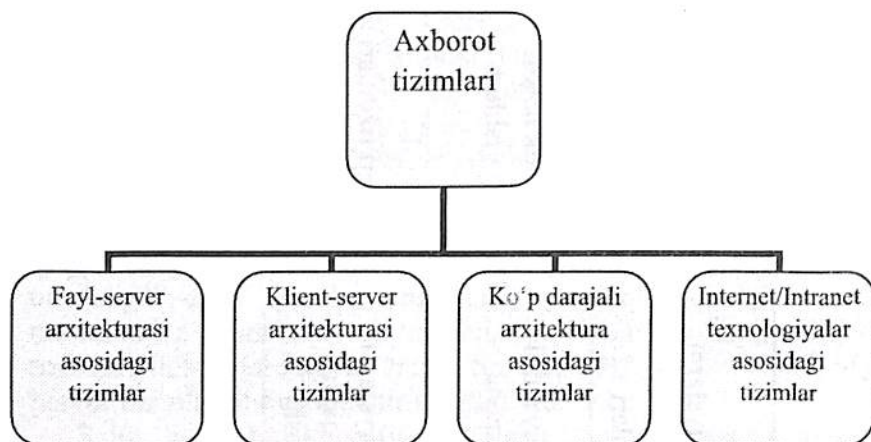 Axborot
tizimlari
Fayl-server
arxitekturasi
asosidagi
tizimlar
Klient-server
arxitekturasi
asosidagi
tizimlar
Ko‘p darajali
arxitektura
asosidagi
tizimlar
Internet/Intranet
texnologiyalar
asosidagi
tizimlar